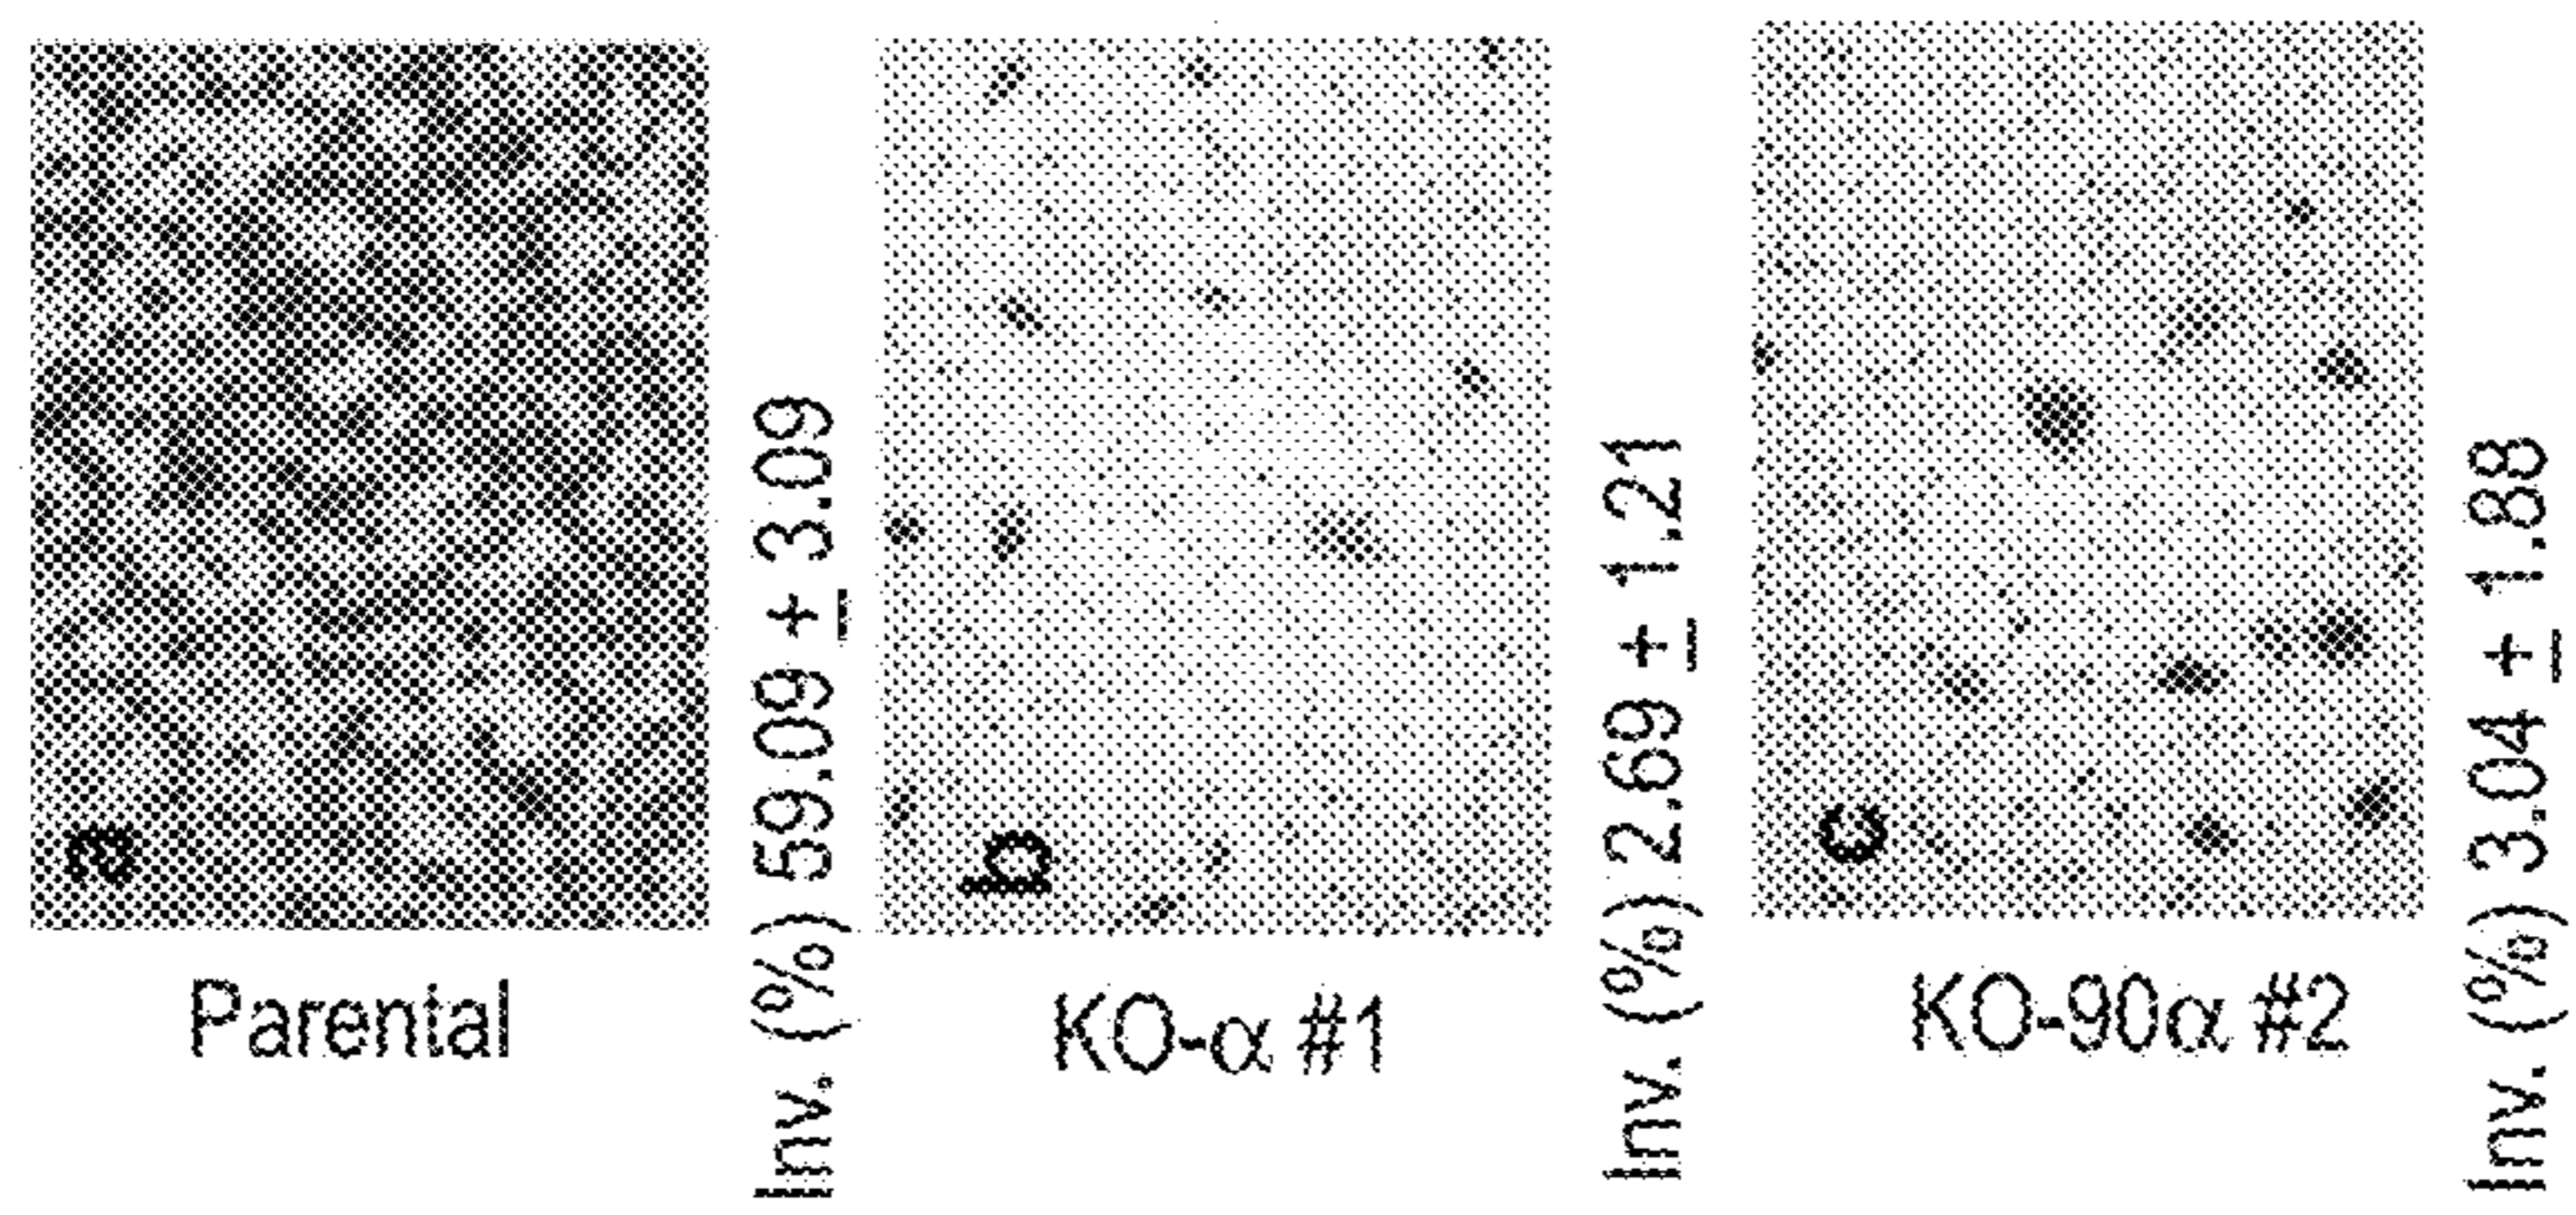 a
Parental
Inv. (%) 59.09 ± 3.09
b
KO-α #1
Inv. (%) 2.69 ± 1.21
c
KO-90α #2
Inv. (%) 3.04 ± 1.88